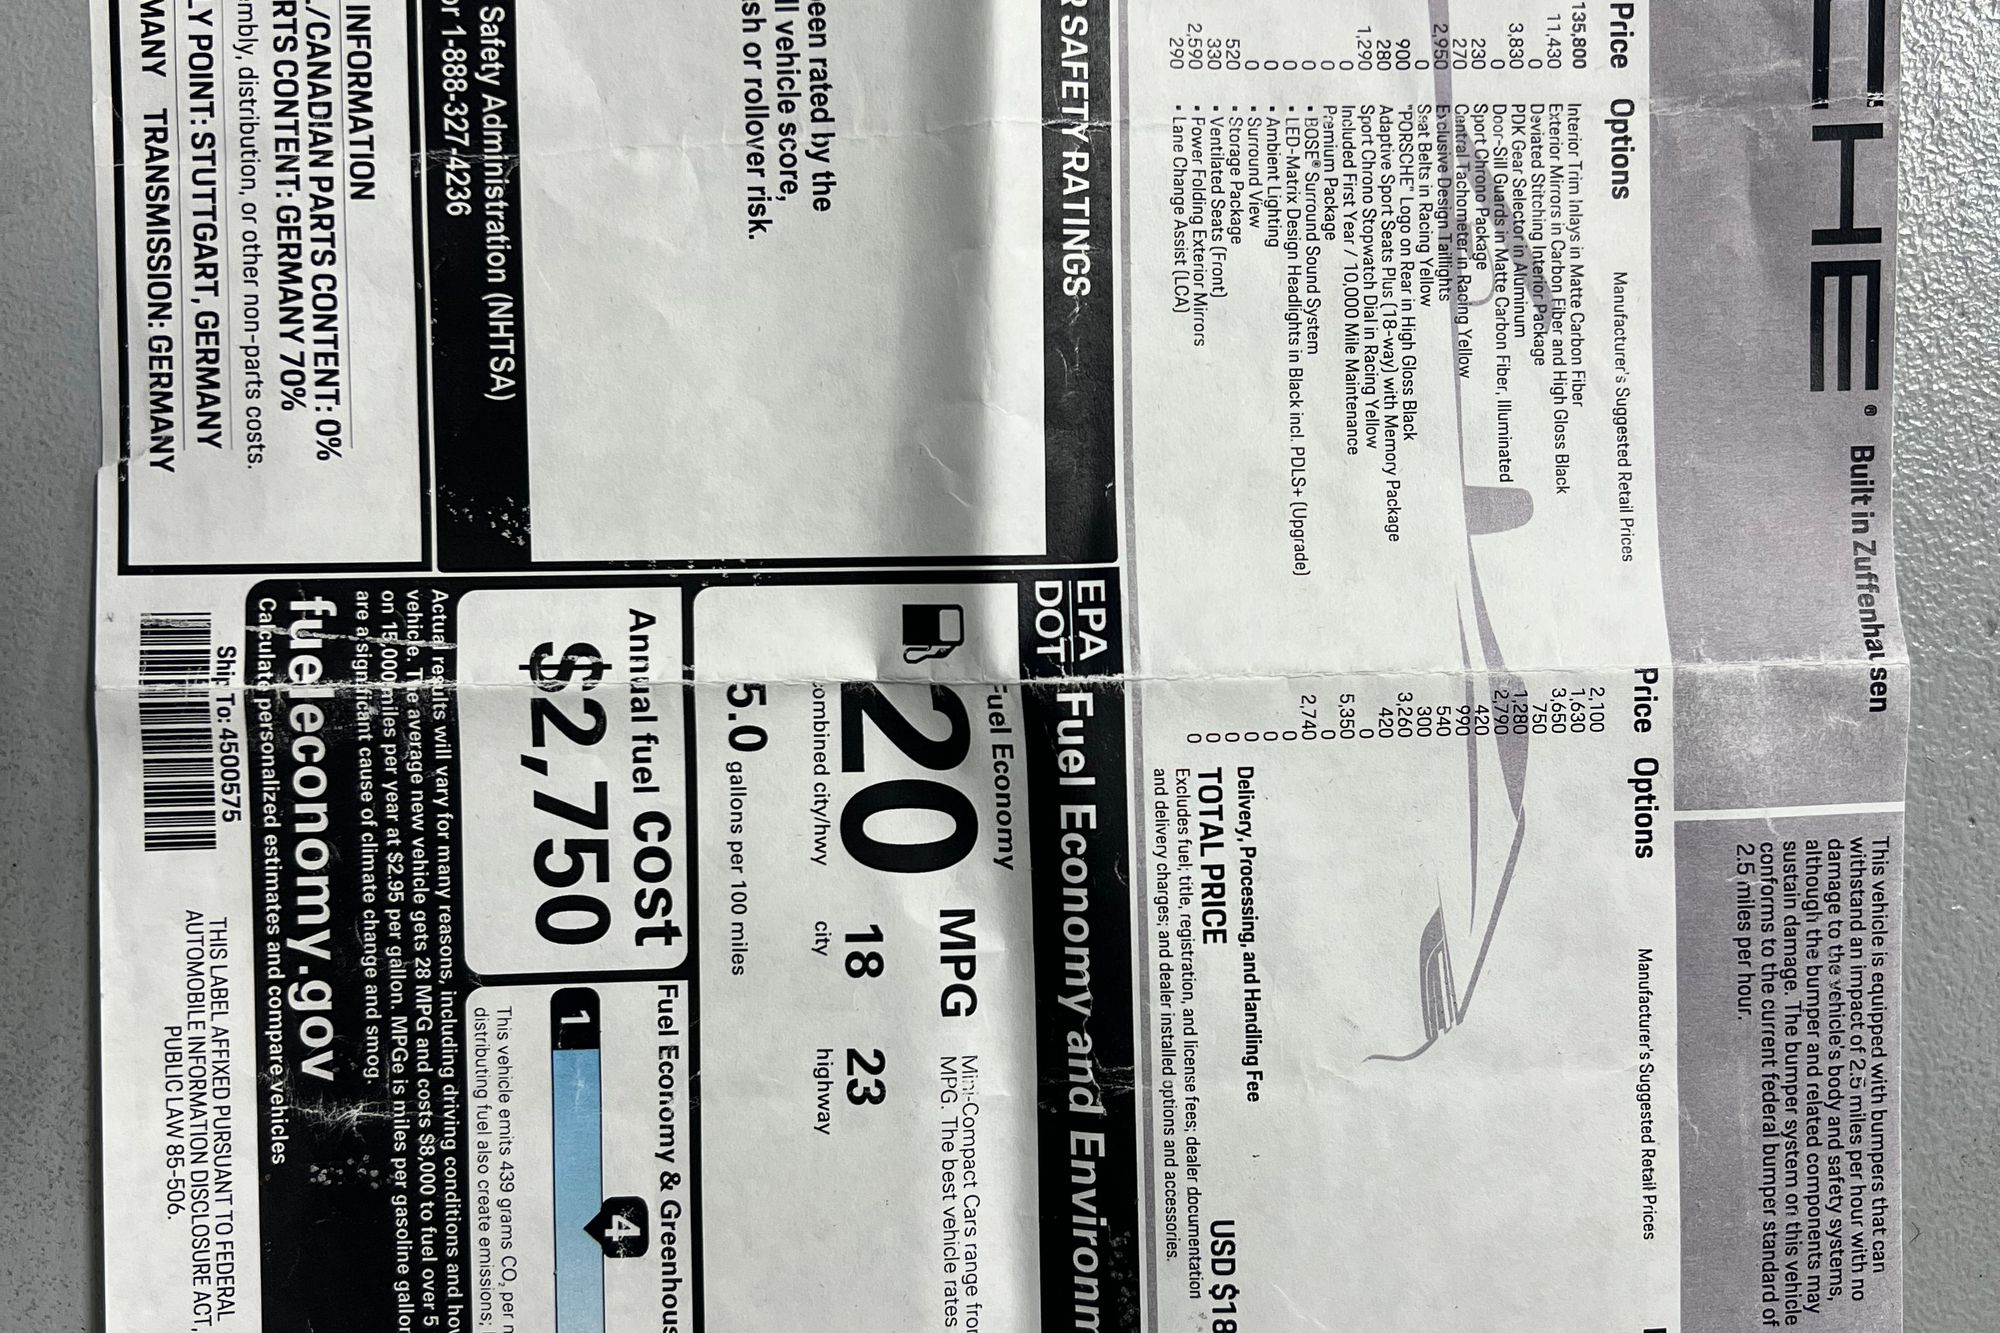 CHE® Built in Zuffenhausen
This vehicle is equipped with bumpers that can
withstand an impact of 2.5 miles per hour with no
damage to the vehicle's body and safety systems,
although the bumper and related components may
sustain damage. The bumper system on this vehicle
conforms to the current federal bumper standard of
2.5 miles per hour.
Price Options Manufacturer's Suggested Retail Prices
135,800 Interior Trim Inlays in Matte Carbon Fiber 2,100
11,430 Exterior Mirrors in Carbon Fiber and High Gloss Black 1,630
0 Deviated Stitching Interior Package 3,650
3,830 PDK Gear Selector in Aluminum 750
0 Door-Sill Guards in Matte Carbon Fiber, Illuminated 1,280
230 Sport Chrono Package 2,790
270 Central Tachometer in Racing Yellow 420
2,950 Exclusive Design Taillights 990
0 Seat Belts in Racing Yellow 540
900 "PORSCHE" Logo on Rear in High Gloss Black 300
280 Adaptive Sport Seats Plus (18-way) with Memory Package 3,260
1,290 Sport Chrono Stopwatch Dial in Racing Yellow 420
0 Included First Year / 10,000 Mile Maintenance 0
0 Premium Package 5,350
0 • BOSE® Surround Sound System 0
0 • LED-Matrix Design Headlights in Black incl. PDLS+ (Upgrade) 2,740
0 • Ambient Lighting 0
0 • Surround View 0
520 • Storage Package 0
330 • Ventilated Seats (Front) 0
2,590 • Power Folding Exterior Mirrors 0
290 • Lane Change Assist (LCA) 0
Price Options Manufacturer's Suggested Retail Prices
Delivery, Processing, and Handling Fee
TOTAL PRICE USD $18
Excludes fuel; title, registration, and license fees; dealer documentation
and delivery charges; and dealer installed options and accessories.
R SAFETY RATINGS
been rated by the
ll vehicle score,
sh or rollover risk.
Safety Administration (NHTSA)
or 1-888-327-4236
INFORMATION
./CANADIAN PARTS CONTENT: 0%
RTS CONTENT: GERMANY 70%
embly, distribution, or other non-parts costs.
LY POINT: STUTTGART, GERMANY
MANY TRANSMISSION: GERMANY
EPA
DOT
Fuel Economy and Environm
Fuel Economy
20 MPG
combined city/hwy
18
city
23
highway
5.0 gallons per 100 miles
Mini-Compact Cars range fror
MPG. The best vehicle rates
Annual fuel cost
$2,750
Fuel Economy & Greenhous
1
4
This vehicle emits 439 grams CO₂ per m
distributing fuel also create emissions;
Actual results will vary for many reasons, including driving conditions and how
vehicle. The average new vehicle gets 28 MPG and costs $8,000 to fuel over 5
on 15,000 miles per year at $2.95 per gallon. MPGe is miles per gasoline gallon
are a significant cause of climate change and smog.
fueleconomy.gov
Calculate personalized estimates and compare vehicles
Ship To: 4500575
THIS LABEL AFFIXED PURSUANT TO FEDERAL
AUTOMOBILE INFORMATION DISCLOSURE ACT,
PUBLIC LAW 85-506.